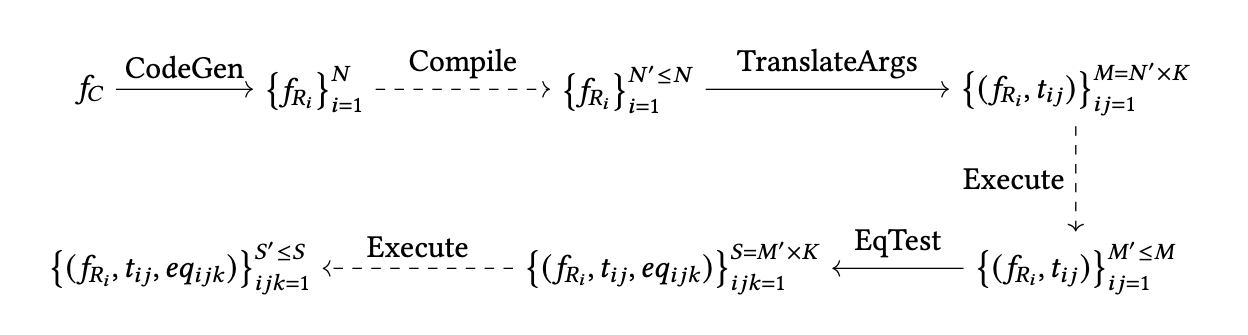 f_C CodeGen {f_{R_i}}_{i=1}^{N} Compile {f_{R_i}}_{i=1}^{N'≤N} TranslateArgs {(f_{R_i}, t_{ij})}_{ij=1}^{M=N'×K}
Execute
{(f_{R_i}, t_{ij}, eq_{ijk})}_{ijk=1}^{S'≤S} Execute {(f_{R_i}, t_{ij}, eq_{ijk})}_{ijk=1}^{S=M'×K} EqTest {(f_{R_i}, t_{ij})}_{ij=1}^{M'≤M}